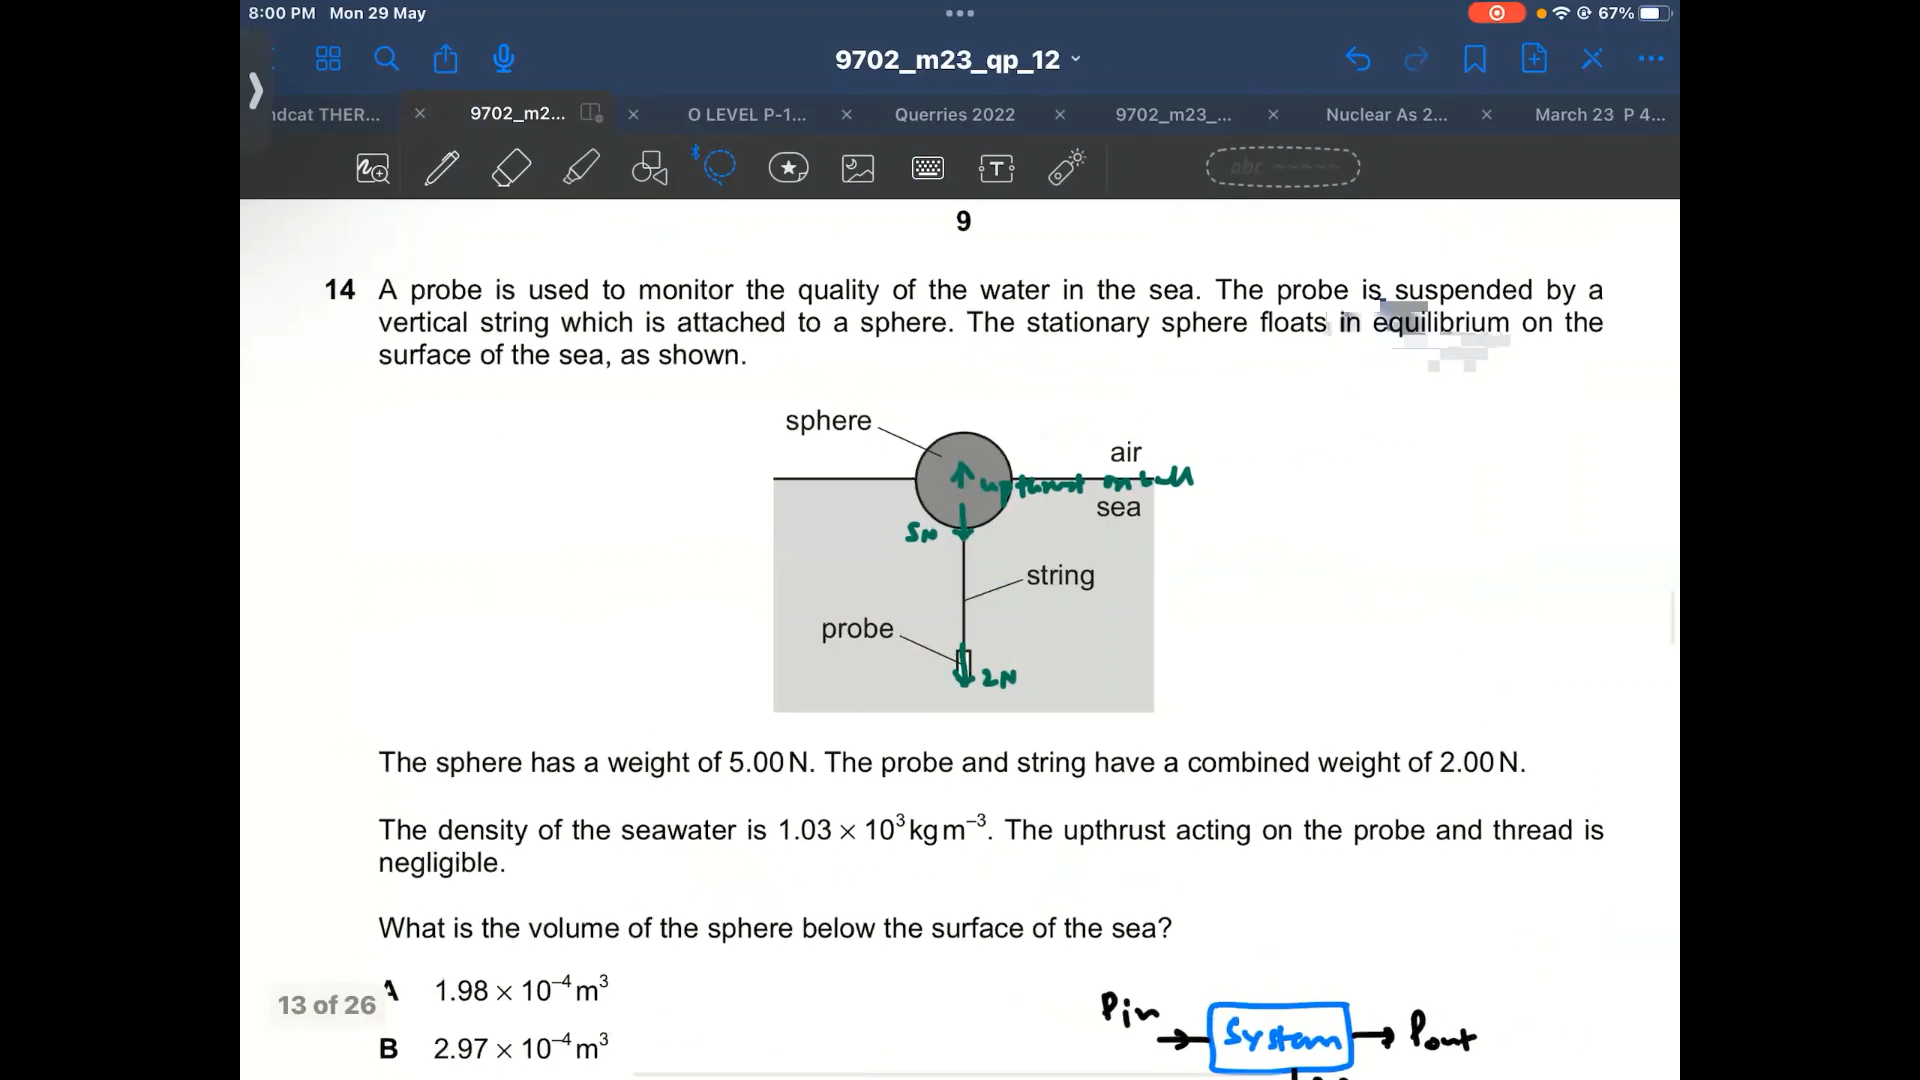 8:00 PM Mon 29 May
67%
9702_m23_qp_12
ndcat THER...
9702_m2...
O LEVEL P-1...
Querries 2022
9702_m23_...
Nuclear As 2...
March 23 P 4...
abc
9
14 A probe is used to monitor the quality of the water in the sea. The probe is suspended by a
vertical string which is attached to a sphere. The stationary sphere floats in equilibrium on the
surface of the sea, as shown.
sphere
air
upthrust on ball
sea
5N
string
probe
2N
The sphere has a weight of 5.00 N. The probe and string have a combined weight of 2.00 N.
The density of the seawater is 1.03 × 10³ kg m⁻³. The upthrust acting on the probe and thread is
negligible.
What is the volume of the sphere below the surface of the sea?
A 1.98 × 10⁻⁴ m³
13 of 26
B 2.97 × 10⁻⁴ m³
Pin
System
Pout